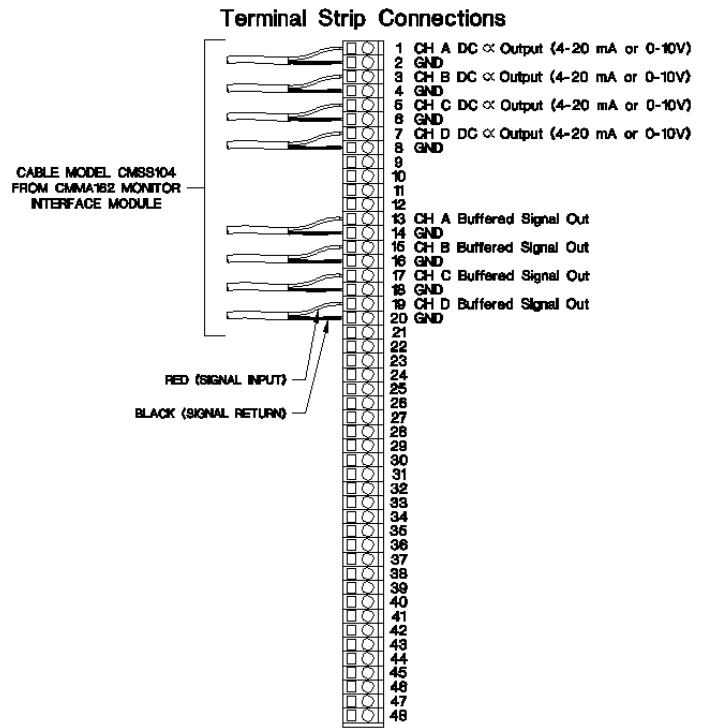 Terminal Strip Connections
1 CH A DC ∝ Output (4-20 mA or 0-10V)
2 GND
3 CH B DC ∝ Output (4-20 mA or 0-10V)
4 GND
5 CH C DC ∝ Output (4-20 mA or 0-10V)
6 GND
7 CH D DC ∝ Output (4-20 mA or 0-10V)
8 GND
9
10
11
12
CABLE MODEL CMSS104
FROM CMMA162 MONITOR
INTERFACE MODULE
13 CH A Buffered Signal Out
14 GND
15 CH B Buffered Signal Out
16 GND
17 CH C Buffered Signal Out
18 GND
19 CH D Buffered Signal Out
20 GND
21
22
23
24
RED (SIGNAL INPUT)
25
26
BLACK (SIGNAL RETURN)
27
28
29
30
31
32
33
34
35
36
37
38
39
40
41
42
43
44
45
46
47
48